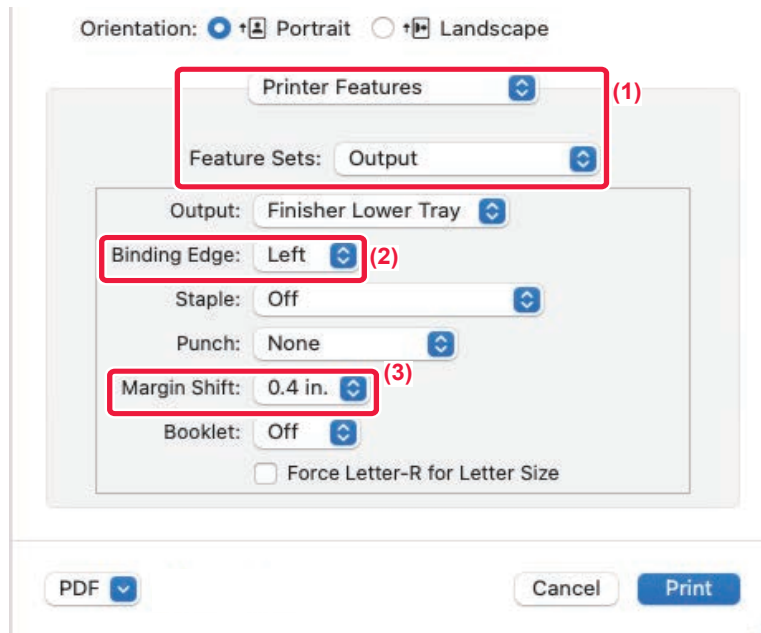 Orientation: Portrait Landscape
Printer Features
(1)
Feature Sets: Output
Output: Finisher Lower Tray
Binding Edge: Left (2)
Staple: Off
Punch: None
Margin Shift: 0.4 in. (3)
Booklet: Off
Force Letter-R for Letter Size
PDF Cancel Print